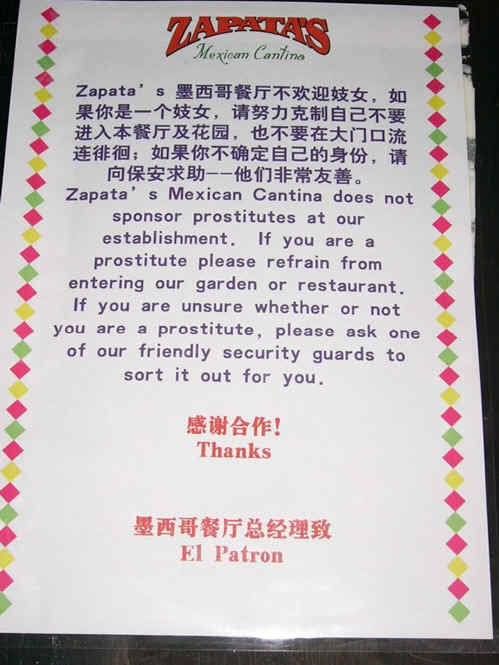 ZAPATA'S
Mexican Cantina
Zapata's 墨西哥餐厅不欢迎妓女，如
果你是一个妓女，请努力克制自己不要
进入本餐厅及花园，也不要在大门口流
连徘徊；如果你不确定自己的身份，请
向保安求助--他们非常友善。
Zapata's Mexican Cantina does not
sponsor prostitutes at our
establishment. If you are a
prostitute please refrain from
entering our garden or restaurant.
If you are unsure whether or not
you are a prostitute, please ask one
of our friendly security guards to
sort it out for you.
感谢合作！
Thanks
墨西哥餐厅总经理致
El Patron